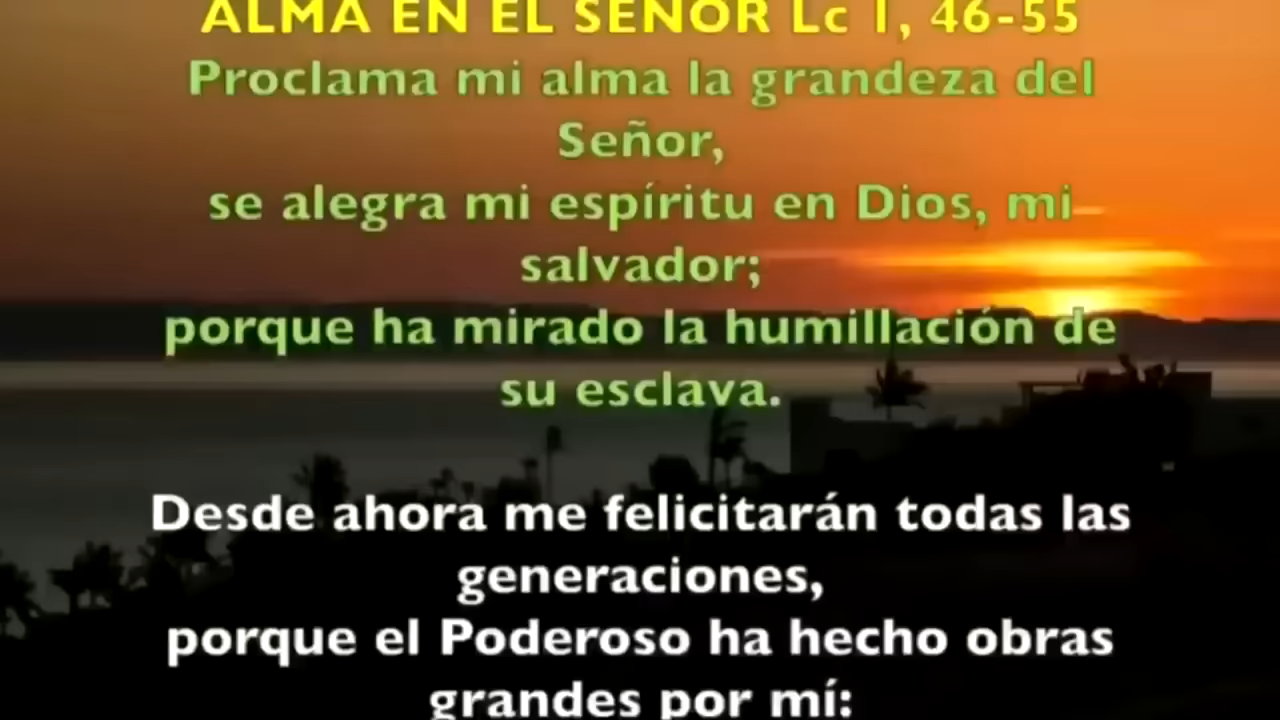 ALMA EN EL SEÑOR Lc 1, 46-55
Proclama mi alma la grandeza del
Señor,
se alegra mi espíritu en Dios, mi
salvador;
porque ha mirado la humillación de
su esclava.
Desde ahora me felicitarán todas las
generaciones,
porque el Poderoso ha hecho obras
grandes por mí: